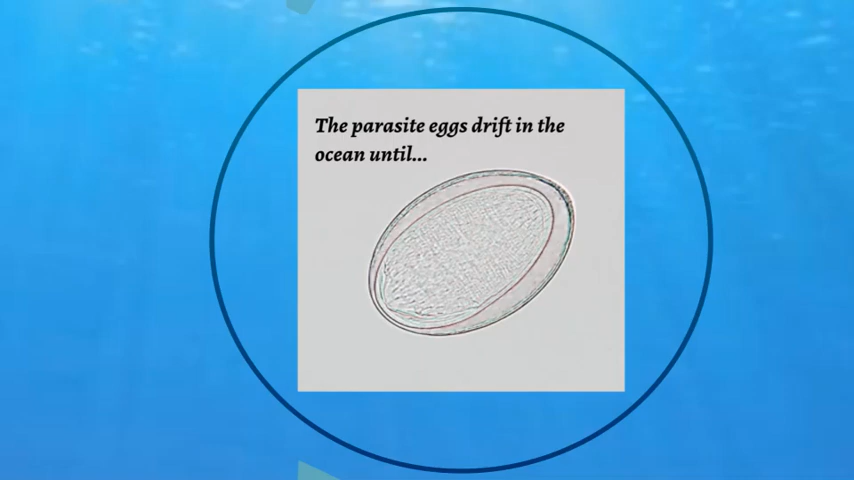 The parasite eggs drift in the
ocean until...